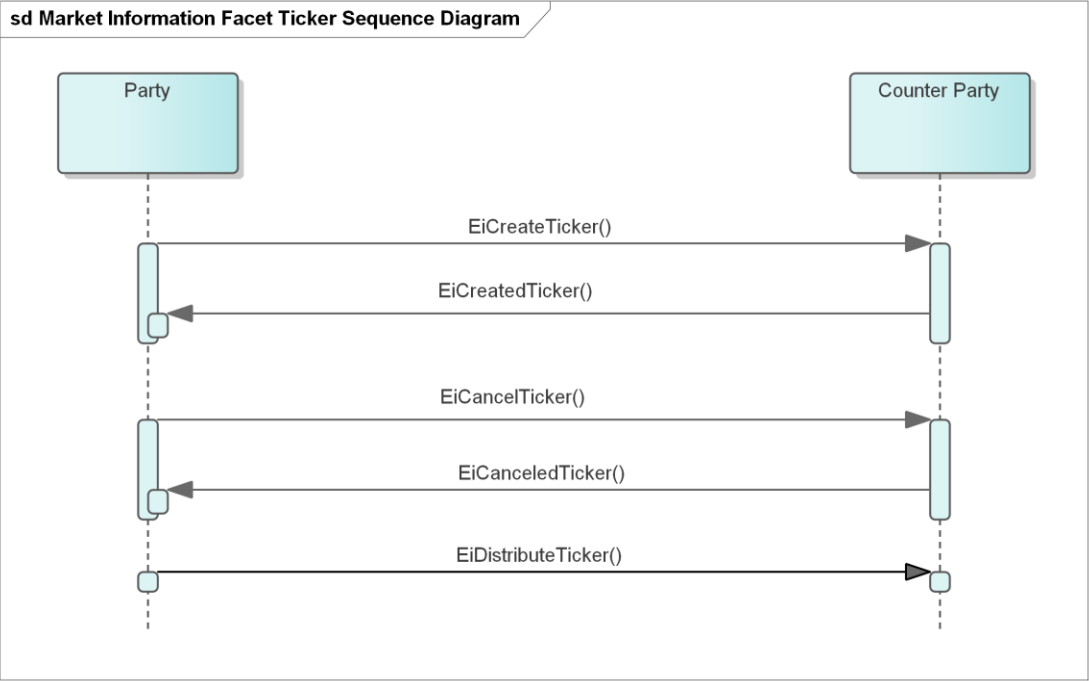 sd Market Information Facet Ticker Sequence Diagram
Party
Counter Party
EiCreateTicker()
EiCreatedTicker()
EiCancelTicker()
EiCanceledTicker()
EiDistributeTicker()